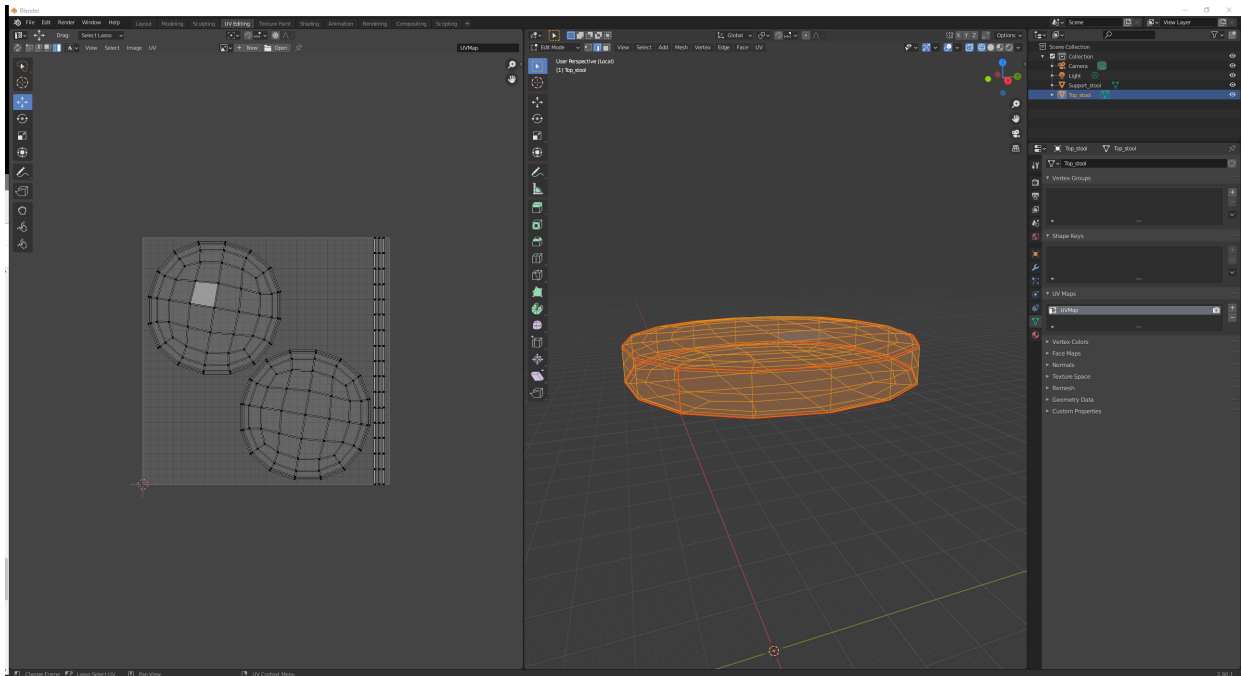 Blender
File Edit Render Window Help Layout Modeling Sculpting UV Editing Texture Paint Shading Animation Rendering Compositing Scripting + Scene View Layer
Drag: Select Lasso Global Options
View Select Image UV New Open UVMap Edit Mode View Select Add Mesh Vertex Edge Face UV
X Y Z
User Perspective (Local)
(1) Top_stool
Scene Collection
Collection
Camera
Light
Support_stool
Top_stool
Top_stool Top_stool
Top_stool
Vertex Groups
Shape Keys
UV Maps
UVMap
Vertex Colors
Face Maps
Normals
Texture Space
Remesh
Geometry Data
Custom Properties
Change Frame Lasso Select UV Pan View UV Context Menu 2.90.1